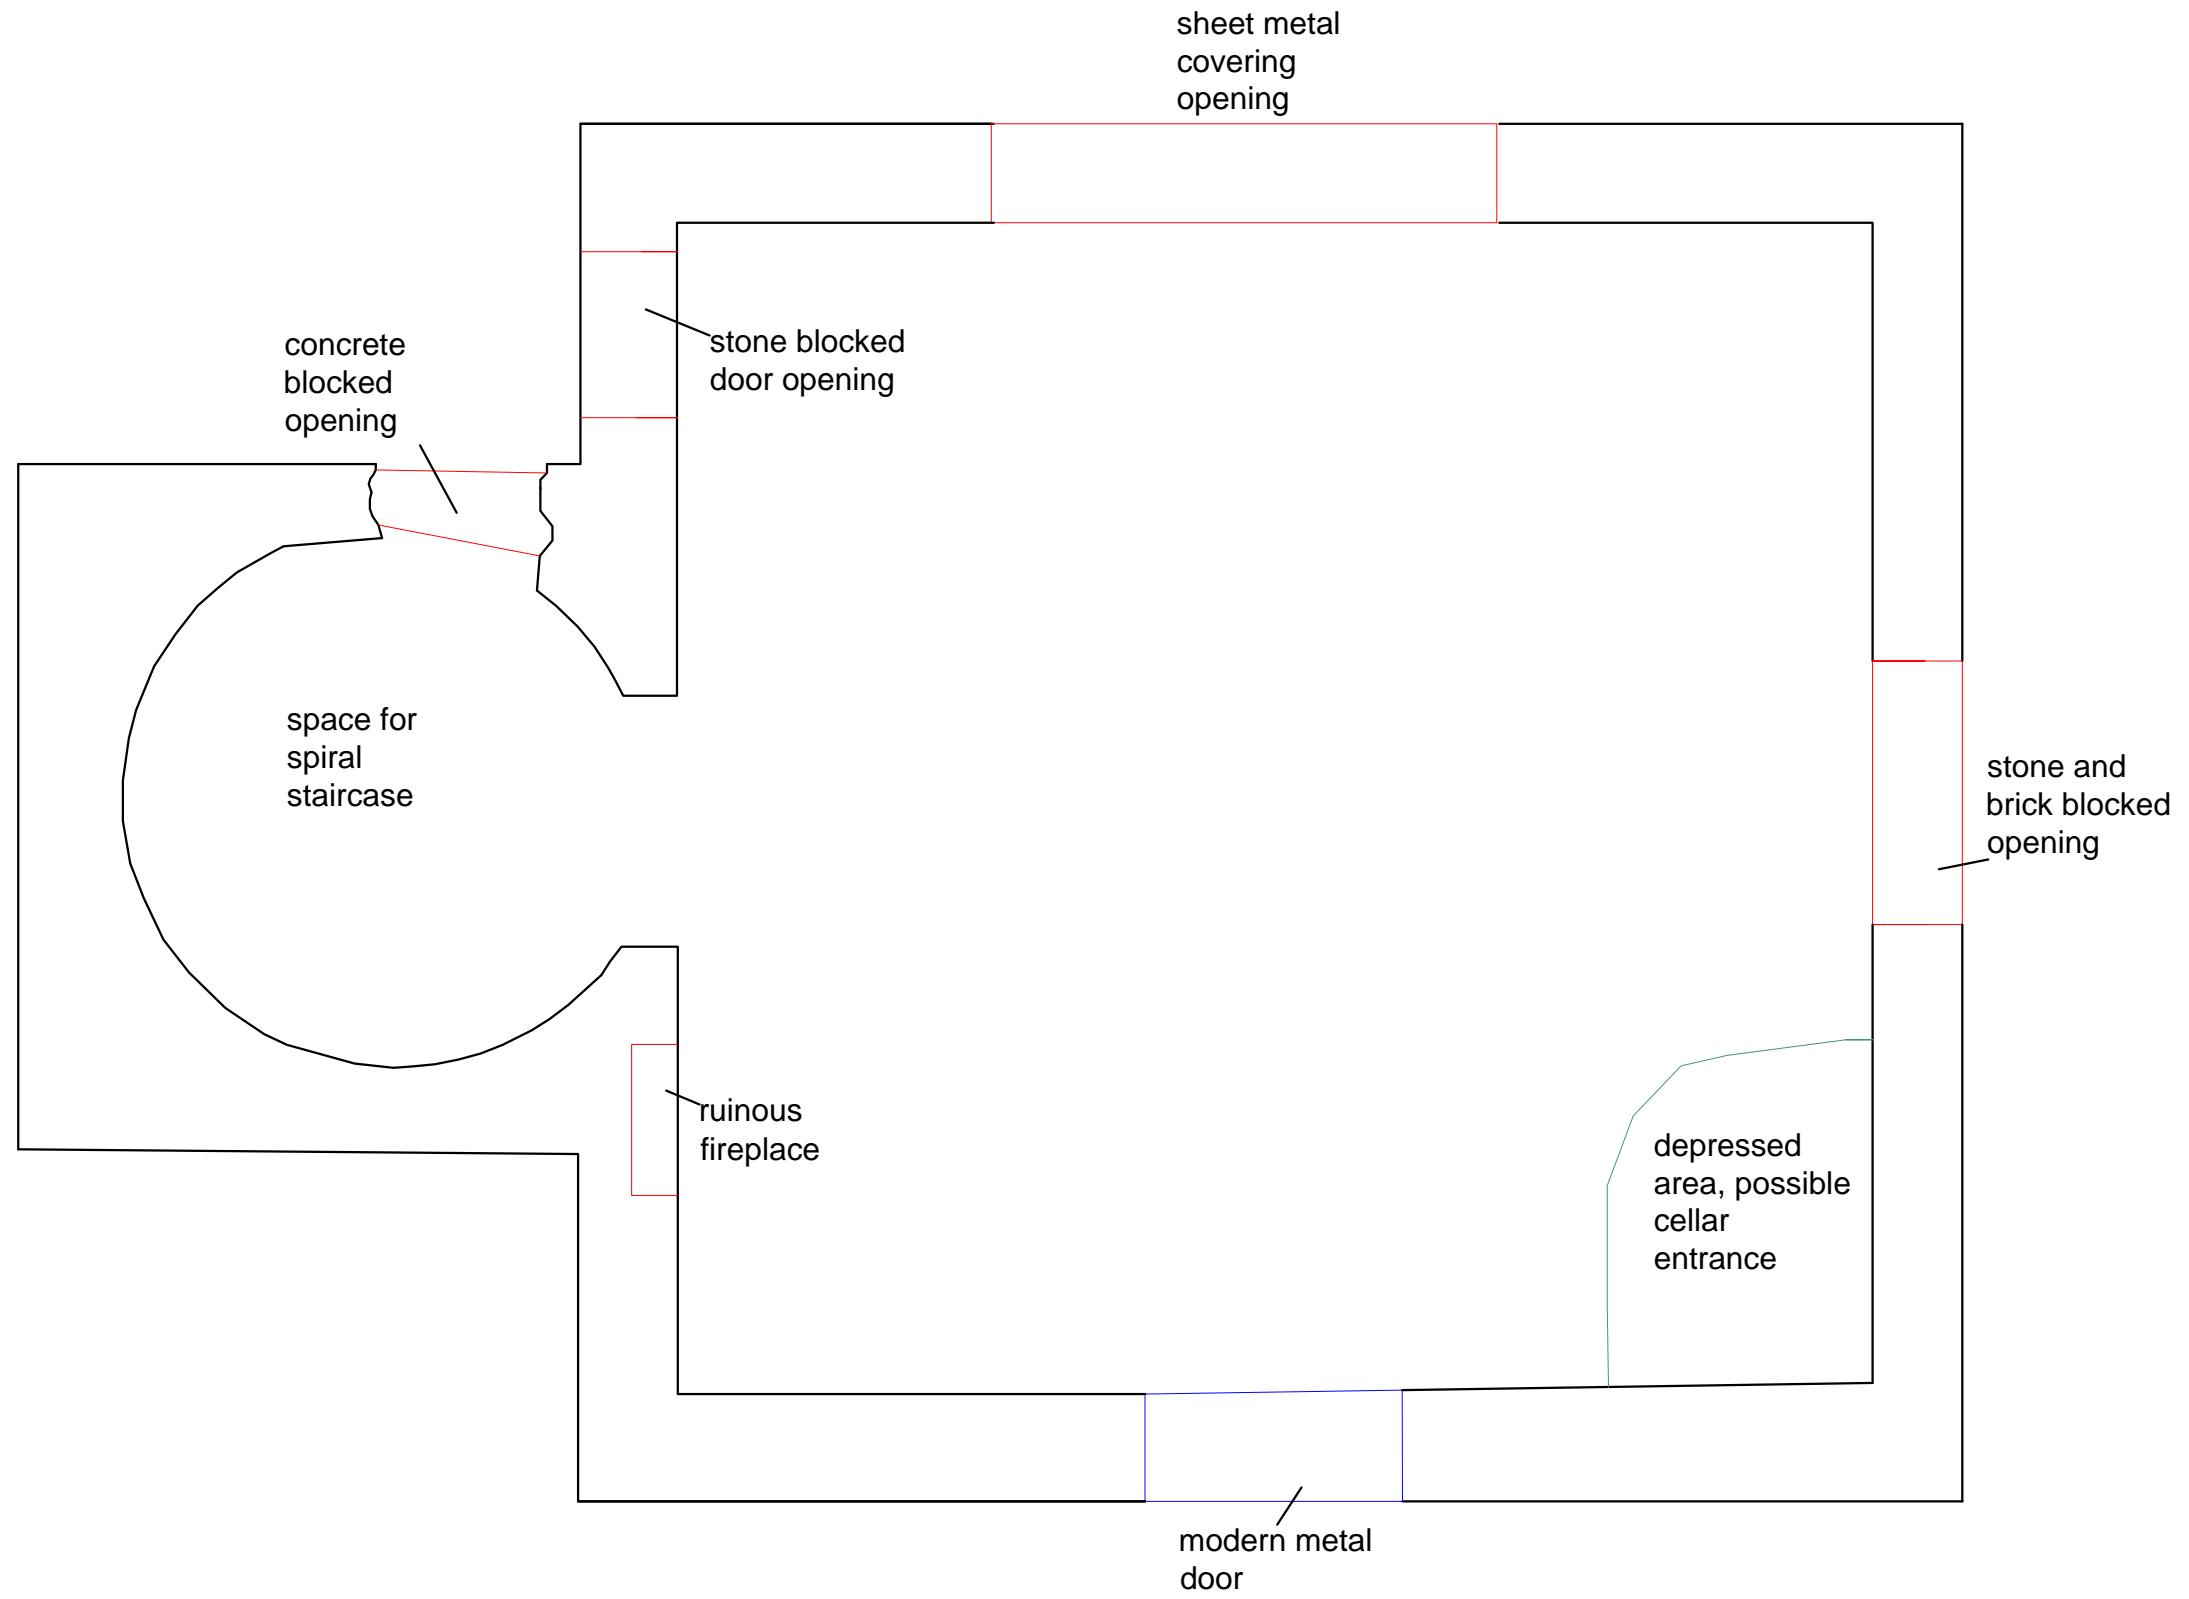 sheet metal
covering
opening
concrete
blocked
opening
stone blocked
door opening
space for
spiral
staircase
stone and
brick blocked
opening
ruinous
fireplace
depressed
area, possible
cellar
entrance
modern metal
door